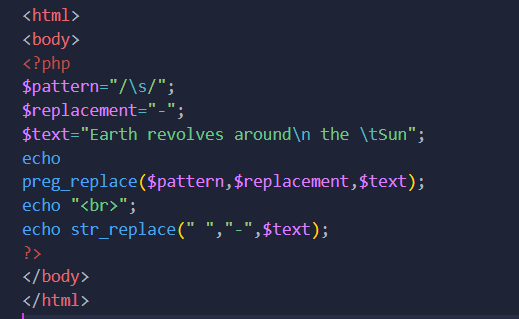 <html>
<body>
<?php
$pattern="/\s/";
$replacement="-";
$text="Earth revolves around\n the \tSun";
echo
preg_replace($pattern,$replacement,$text);
echo "<br>";
echo str_replace(" ","-",$text);
?>
</body>
</html>